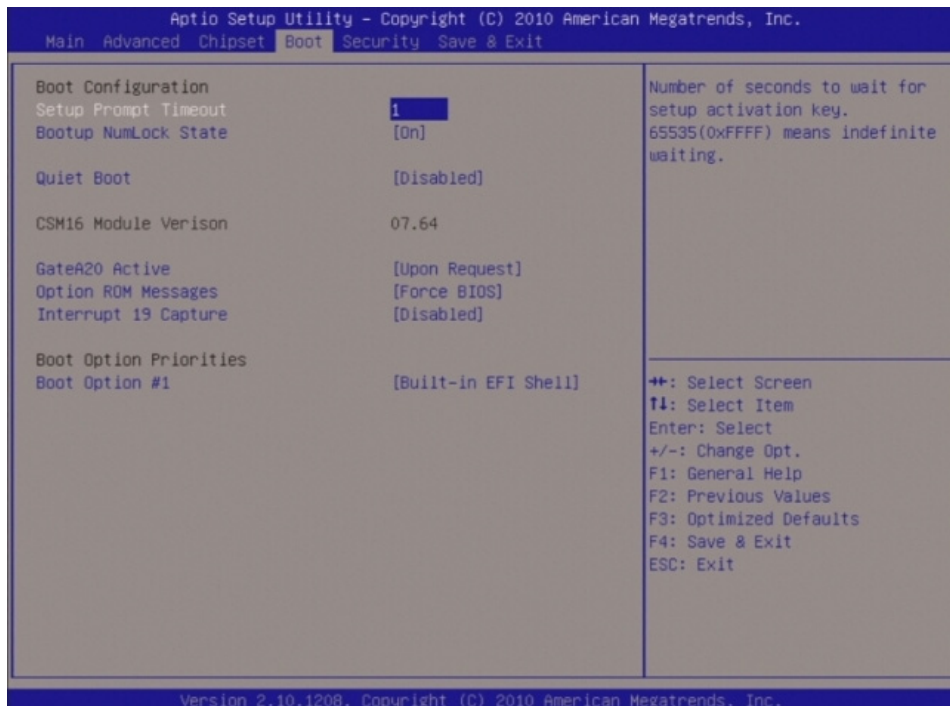 Aptio Setup Utility – Copyright (C) 2010 American Megatrends, Inc.
Main Advanced Chipset Boot Security Save & Exit
Boot Configuration
Setup Prompt Timeout 1
Bootup NumLock State [On]
Quiet Boot [Disabled]
CSM16 Module Verison 07.64
GateA20 Active [Upon Request]
Option ROM Messages [Force BIOS]
Interrupt 19 Capture [Disabled]
Boot Option Priorities
Boot Option #1 [Built-in EFI Shell]
Number of seconds to wait for
setup activation key.
65535(0xFFFF) means indefinite
waiting.
→←: Select Screen
↑↓: Select Item
Enter: Select
+/-: Change Opt.
F1: General Help
F2: Previous Values
F3: Optimized Defaults
F4: Save & Exit
ESC: Exit
Version 2.10.1208. Copyright (C) 2010 American Megatrends, Inc.